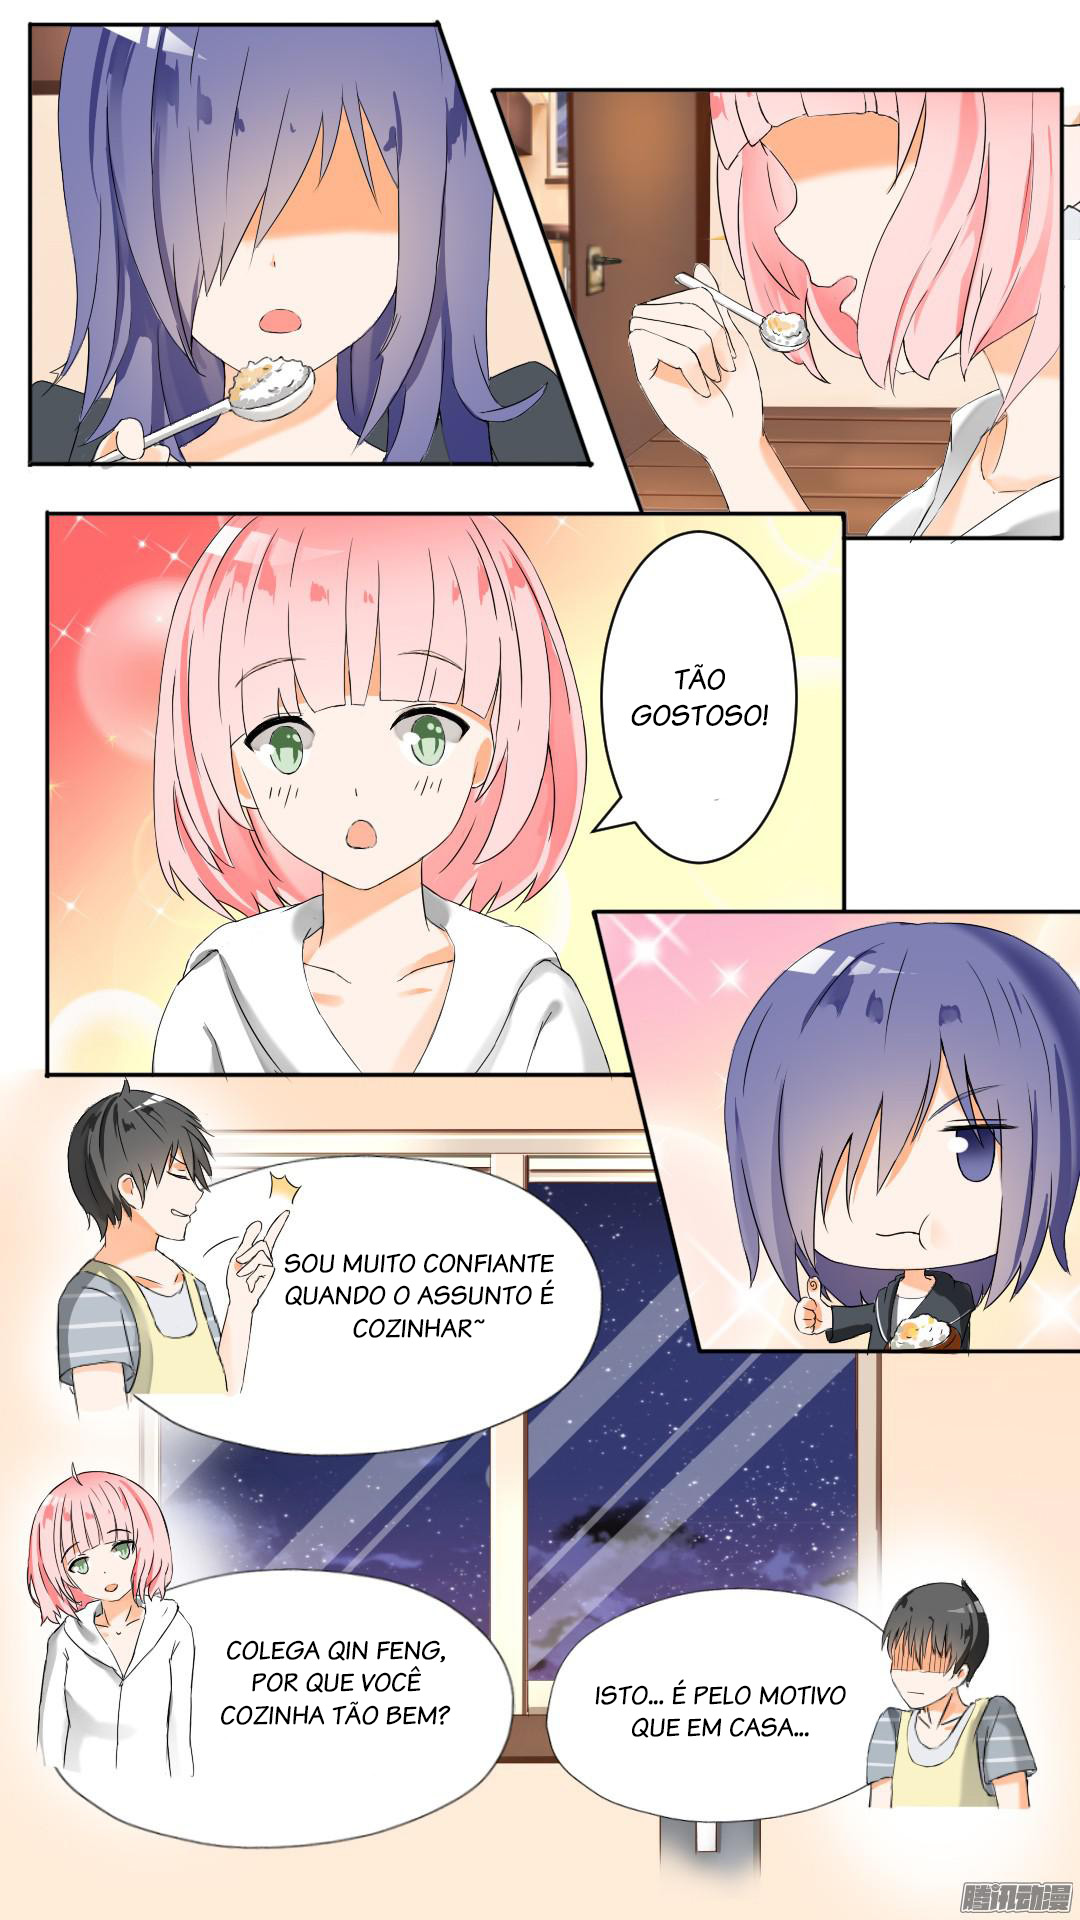 TÃO
GOSTOSO!
SOU MUITO CONFIANTE
QUANDO O ASSUNTO É
COZINHAR~
COLEGA QIN FENG,
POR QUE VOCÊ
COZINHA TÃO BEM?
ISTO... É PELO MOTIVO
QUE EM CASA...
腾讯动漫